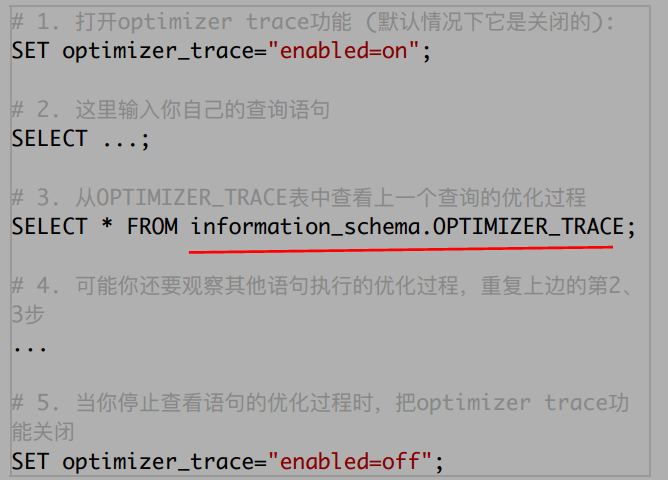 # 1. 打开optimizer trace功能 (默认情况下它是关闭的):
SET optimizer_trace="enabled=on";
# 2. 这里输入你自己的查询语句
SELECT ...;
# 3. 从OPTIMIZER_TRACE表中查看上一个查询的优化过程
SELECT * FROM information_schema.OPTIMIZER_TRACE;
# 4. 可能你还要观察其他语句执行的优化过程，重复上边的第2、
3步
...
# 5. 当你停止查看语句的优化过程时，把optimizer trace功
能关闭
SET optimizer_trace="enabled=off";